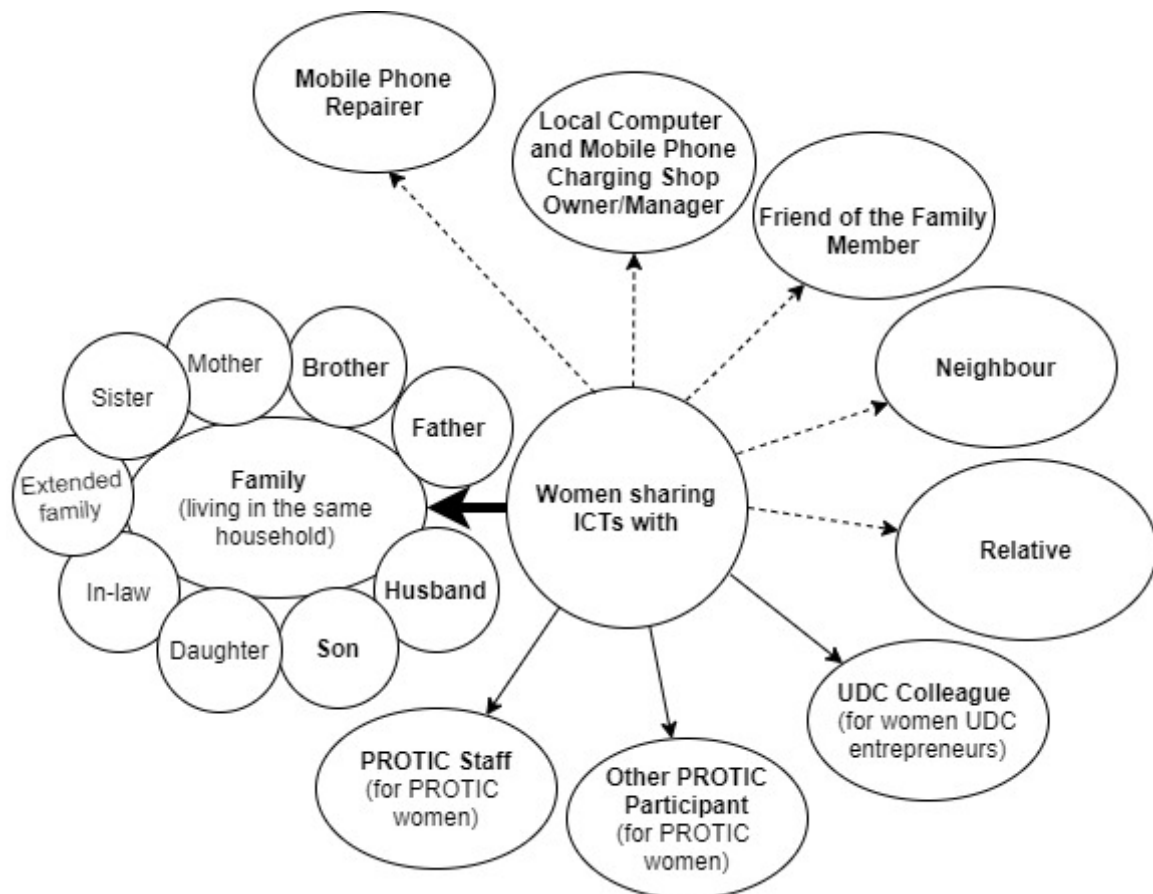 Mobile Phone
Repairer
Local Computer
and Mobile Phone
Charging Shop
Owner/Manager
Friend of the Family
Member
Neighbour
Relative
Women sharing
ICTs with
Mother
Brother
Sister
Father
Extended
family
Family
(living in the same
household)
In-law
Husband
Daughter
Son
UDC Colleague
(for women UDC
entrepreneurs)
PROTIC Staff
(for PROTIC
women)
Other PROTIC
Participant
(for PROTIC
women)